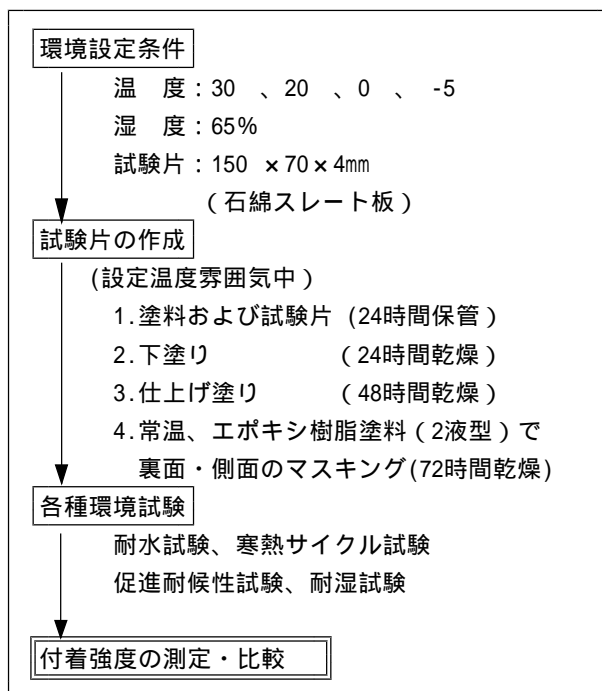 環境設定条件
温　度：30　、20　、0　、　-5
湿　度：65%
試験片：150 ×70×4㎜
（石綿スレート板）
試験片の作成
(設定温度雰囲気中）
1.塗料および試験片 (24時間保管）
2.下塗り　（24時間乾燥）
3.仕上げ塗り　（48時間乾燥）
4.常温、エポキシ樹脂塗料（2液型）で
裏面・側面のマスキング(72時間乾燥)
各種環境試験
耐水試験、寒熱サイクル試験
促進耐候性試験、耐湿試験
付着強度の測定・比較